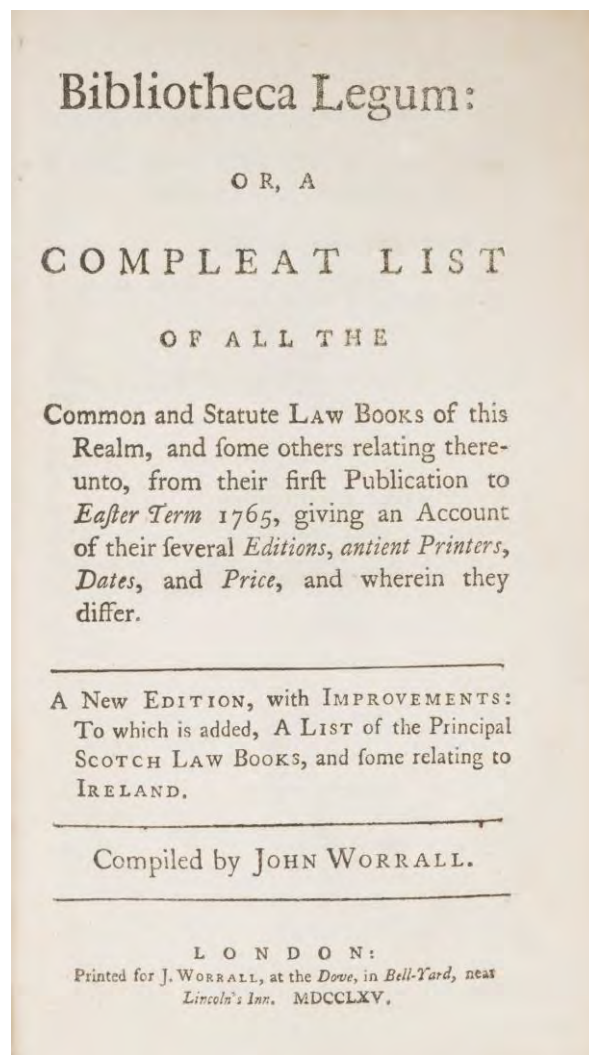 Bibliotheca Legum:
OR, A
COMPLEAT LIST
OF ALL THE
Common and Statute LAW BOOKS of this
Realm, and ſome others relating there-
unto, from their firſt Publication to
Eaſter Term 1765, giving an Account
of their ſeveral Editions, antient Printers,
Dates, and Price, and wherein they
differ.
A New EDITION, with IMPROVEMENTS:
To which is added, A LIST of the Principal
SCOTCH LAW BOOKS, and ſome relating to
IRELAND.
Compiled by JOHN WORRALL.
LONDON:
Printed for J. WORRALL, at the Dove, in Bell-Yard, near
Lincoln's Inn. MDCCLXV.